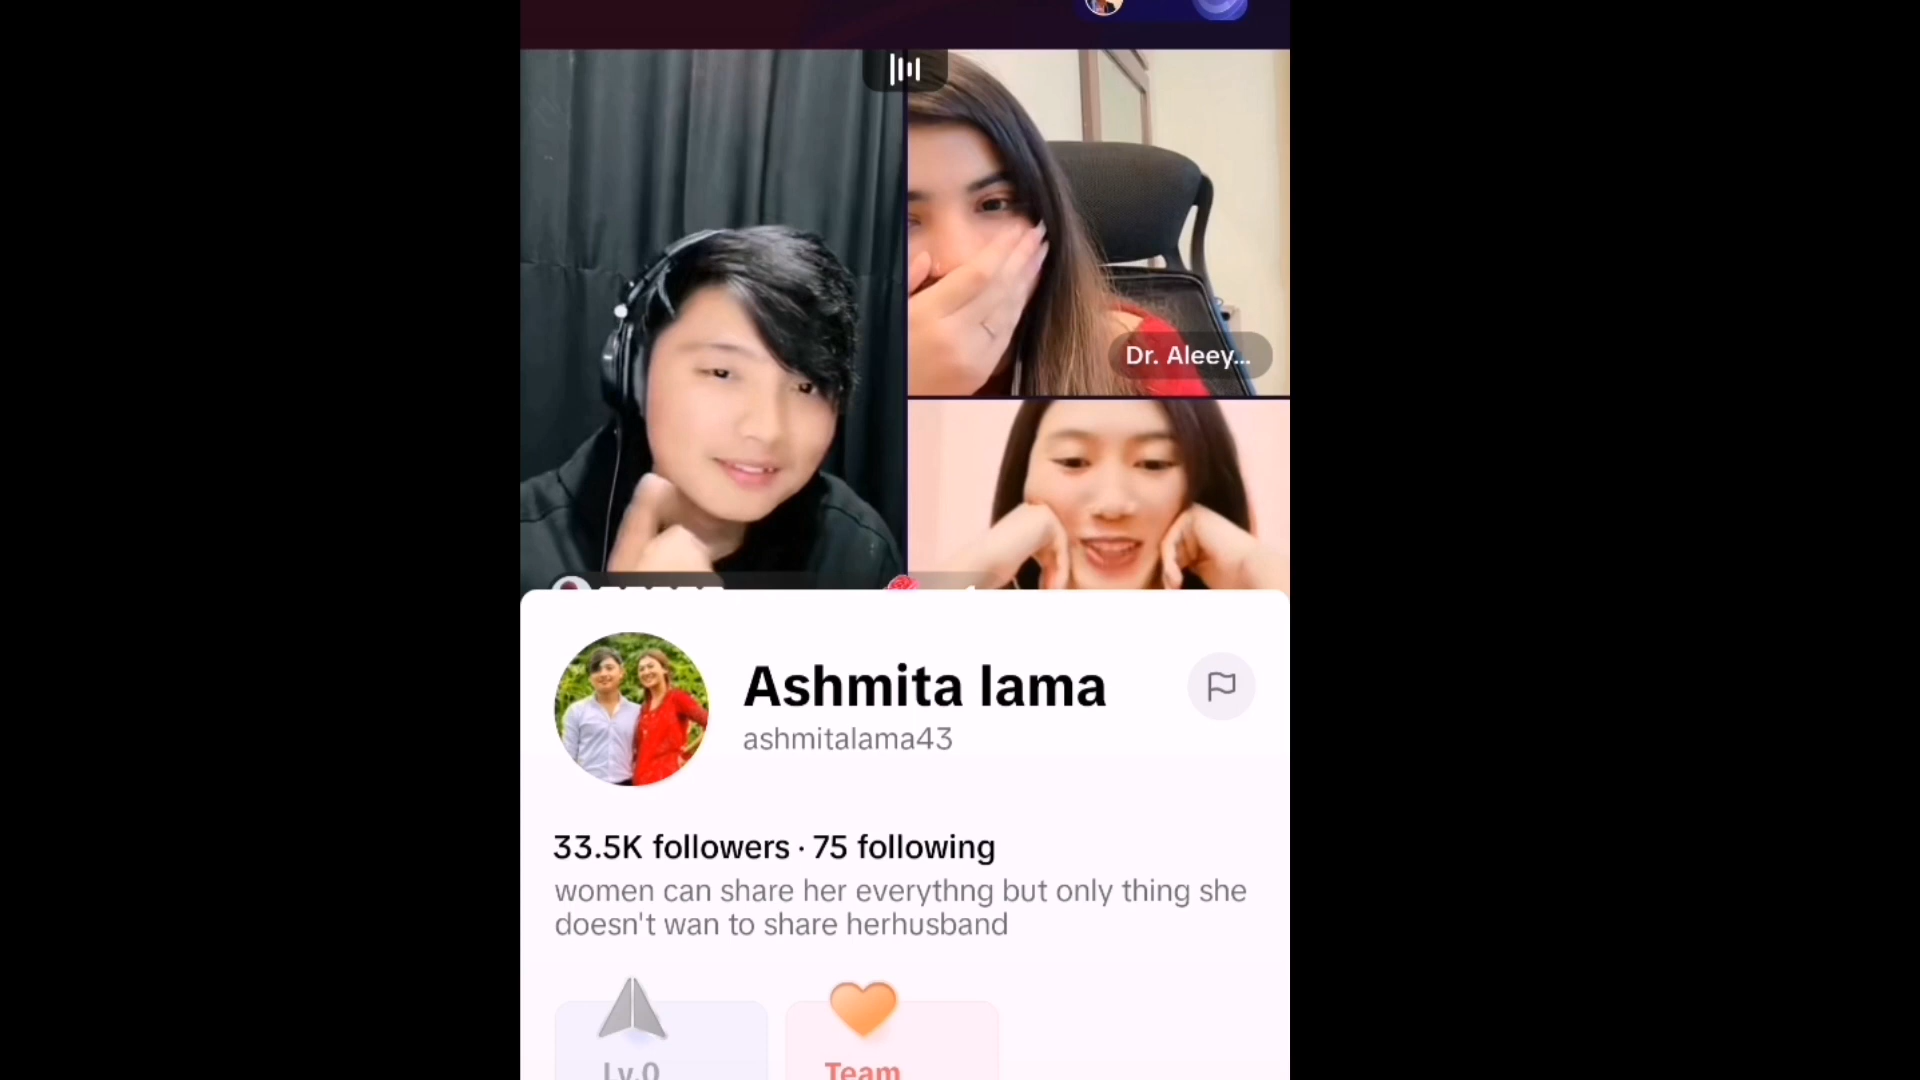 Dr. Aleey...
Ashmita lama
ashmitalama43
33.5K followers · 75 following
women can share her everythng but only thing she
doesn't wan to share herhusband
Lv.0
Team